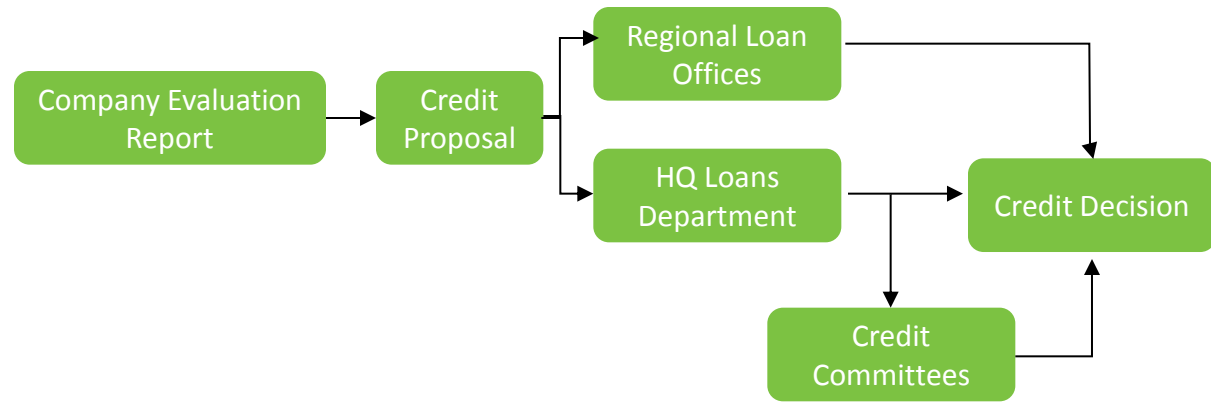 Company Evaluation
Report
Credit
Proposal
Regional Loan
Offices
HQ Loans
Department
Credit Decision
Credit
Committees